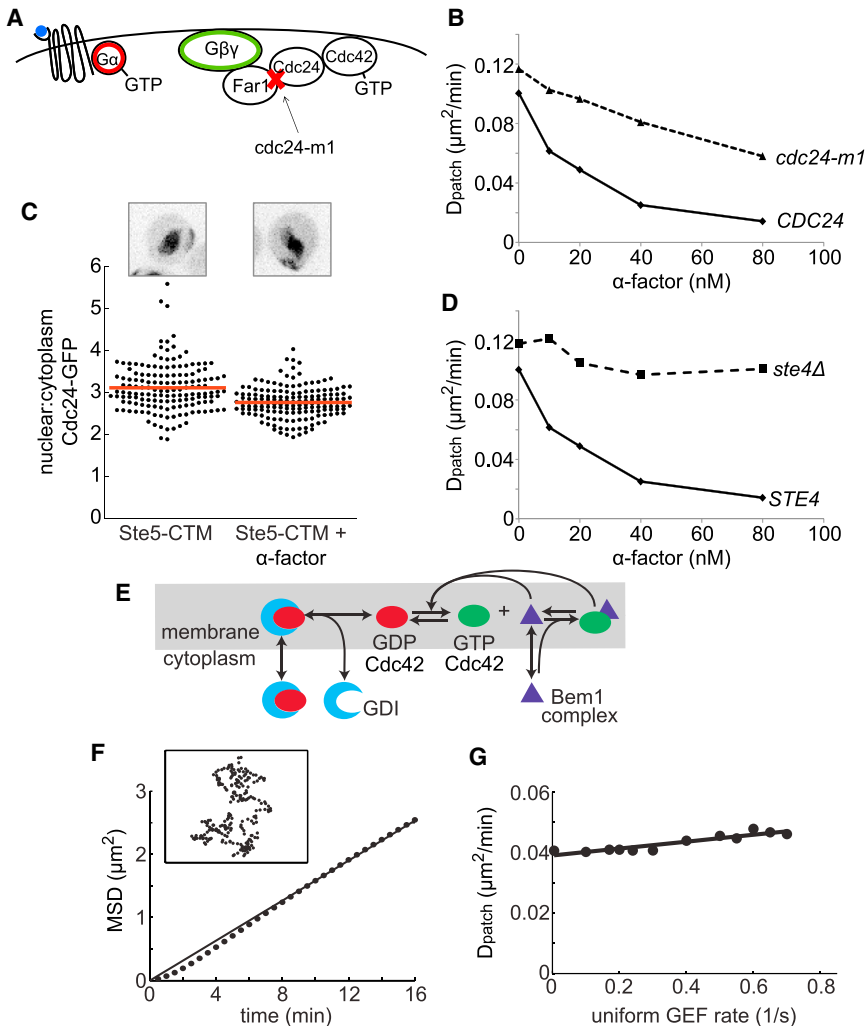 A
Gα
GTP
Gβγ
Far1
Cdc24
Cdc42
GTP
cdc24-m1
B
Dpatch (μm²/min)
0.12
0.08
0.04
0
0 20 40 60 80 100
α-factor (nM)
cdc24-m1
CDC24
C
nuclear:cytoplasm
Cdc24-GFP
6
5
4
3
2
1
0
Ste5-CTM
Ste5-CTM +
α-factor
D
Dpatch (μm²/min)
0.12
0.08
0.04
0
0 20 40 60 80 100
α-factor (nM)
ste4Δ
STE4
E
membrane
cytoplasm
GDP
Cdc42
GTP
Cdc42
+
GDI
Bem1
complex
F
MSD (μm²)
3
2
1
0
0 4 8 12 16
time (min)
G
Dpatch (μm²/min)
0.06
0.04
0.02
0
0 0.2 0.4 0.6 0.8
uniform GEF rate (1/s)